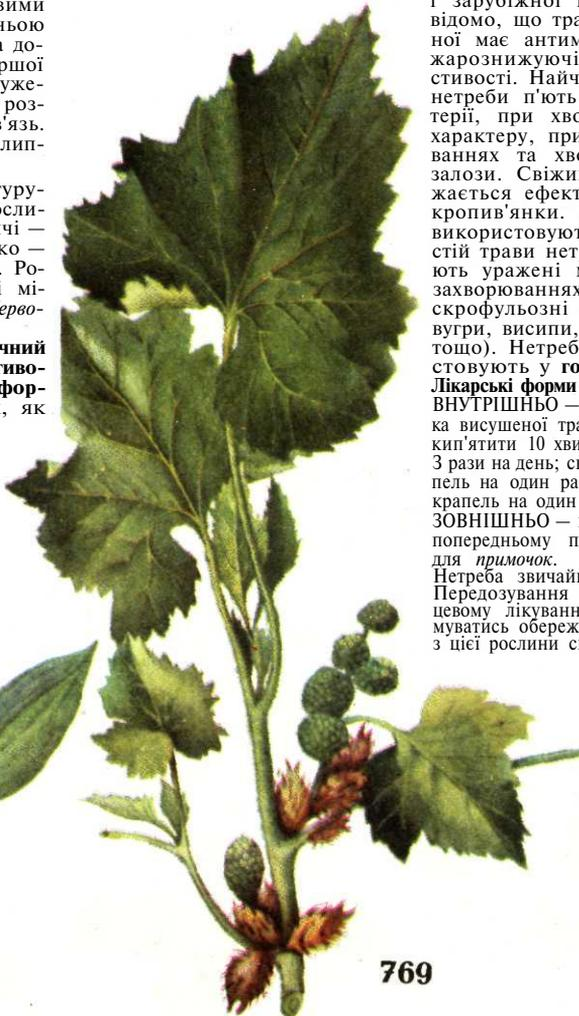 вими
ньою
а до-
ршої
уже-
роз-
в'язь.
лип-
туру-
осли-
чі —
ко —
. Ро-
і мі-
ерво-
чний
тиво-
фор-
, як
і зарубіжної
відомо, що тра
ної має антим
жарознижуючі
стивості. Найч
нетреби п'ють
терії, при хво
характеру, при
ваннях та хво
залози. Свіжи
жається ефект
кропив'янки.
використовуют
стій трави нет
ють уражені
захворюваннях
скрофульозні
вугри, висипи,
тощо). Нетреб
стовують у го
Лікарські форми
ВНУТРІШНЬО —
ка висушеної тра
кип'ятити 10 хви
3 рази на день; с
пель на один ра
крапель на один
ЗОВНІШНЬО —
попередньому п
для примочок.
Нетреба звичай
Передозування
цевому лікуванн
муватись обереж
з цієї рослини с
769